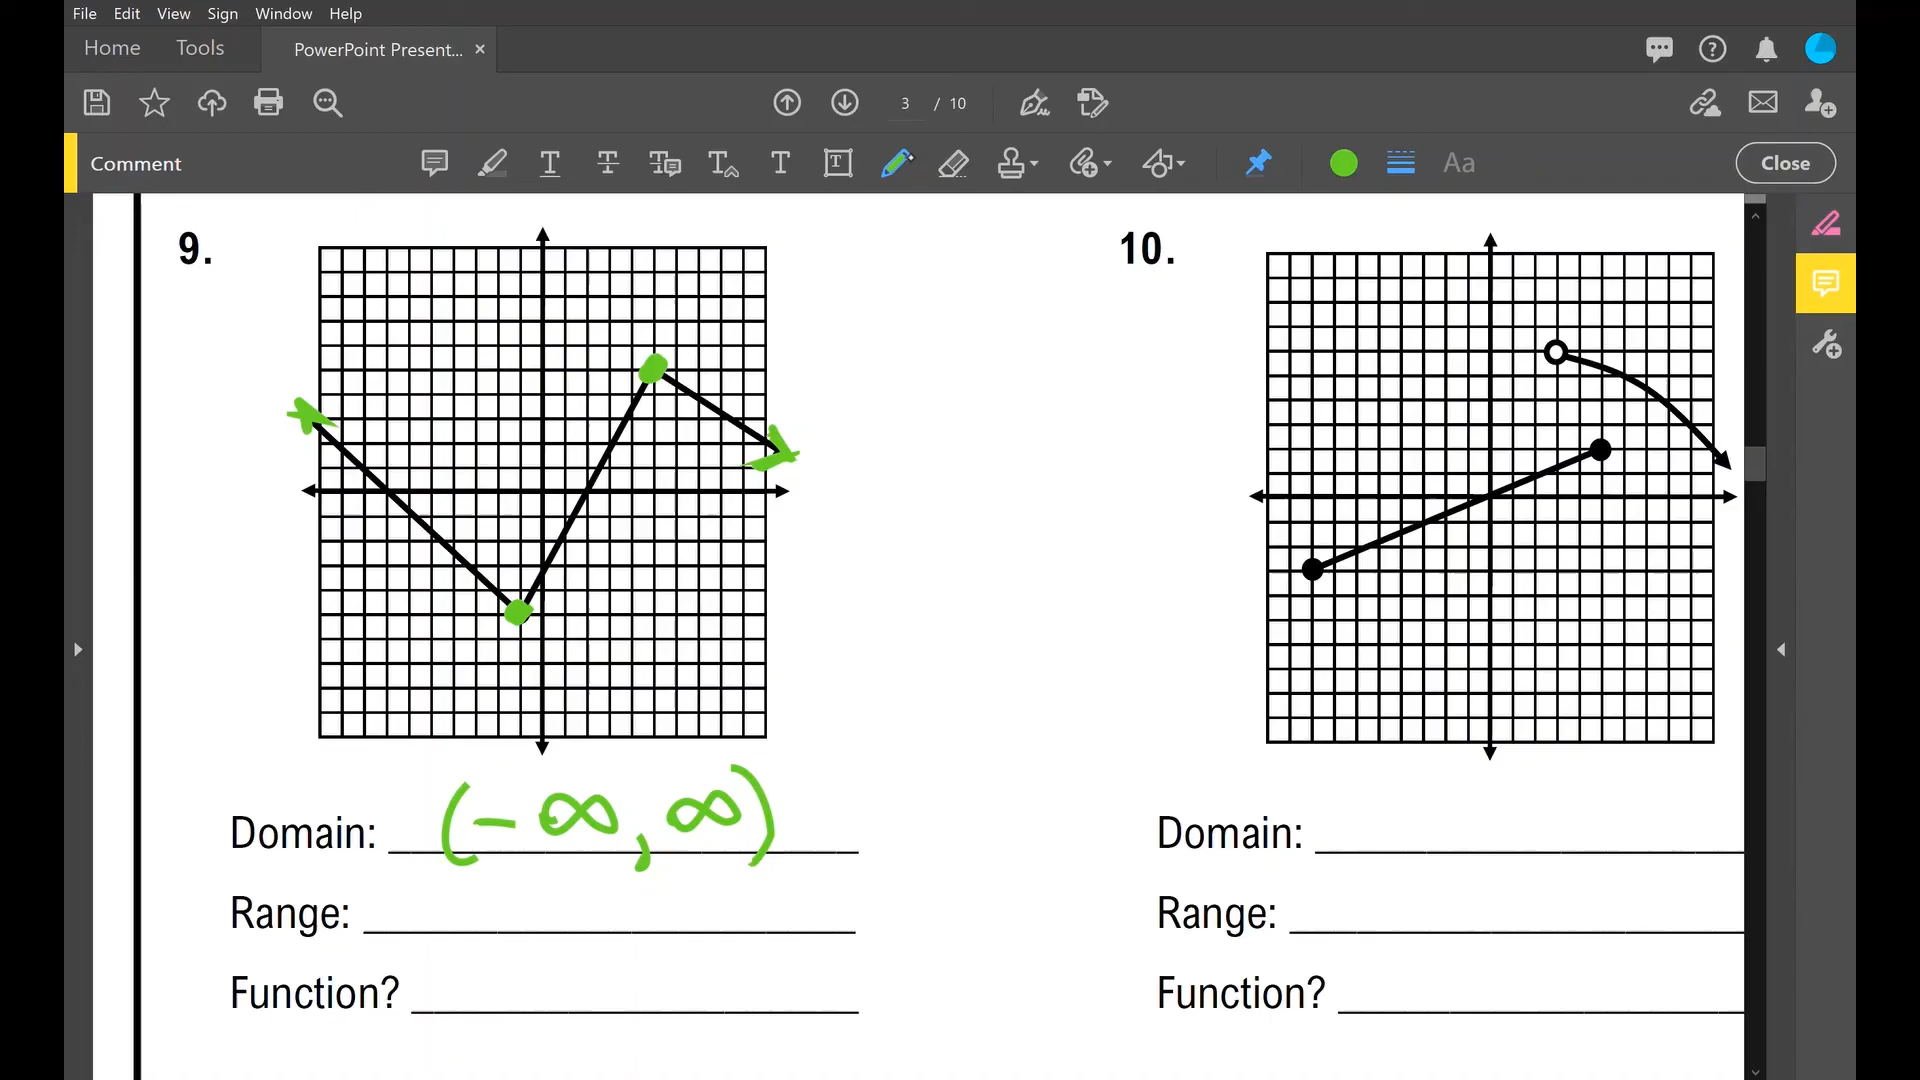 File Edit View Sign Window Help
Home Tools PowerPoint Present... ×
3 / 10
Comment Aa Close
9. 10.
Domain: (-∞, ∞)
Range:
Function?
Domain:
Range:
Function?